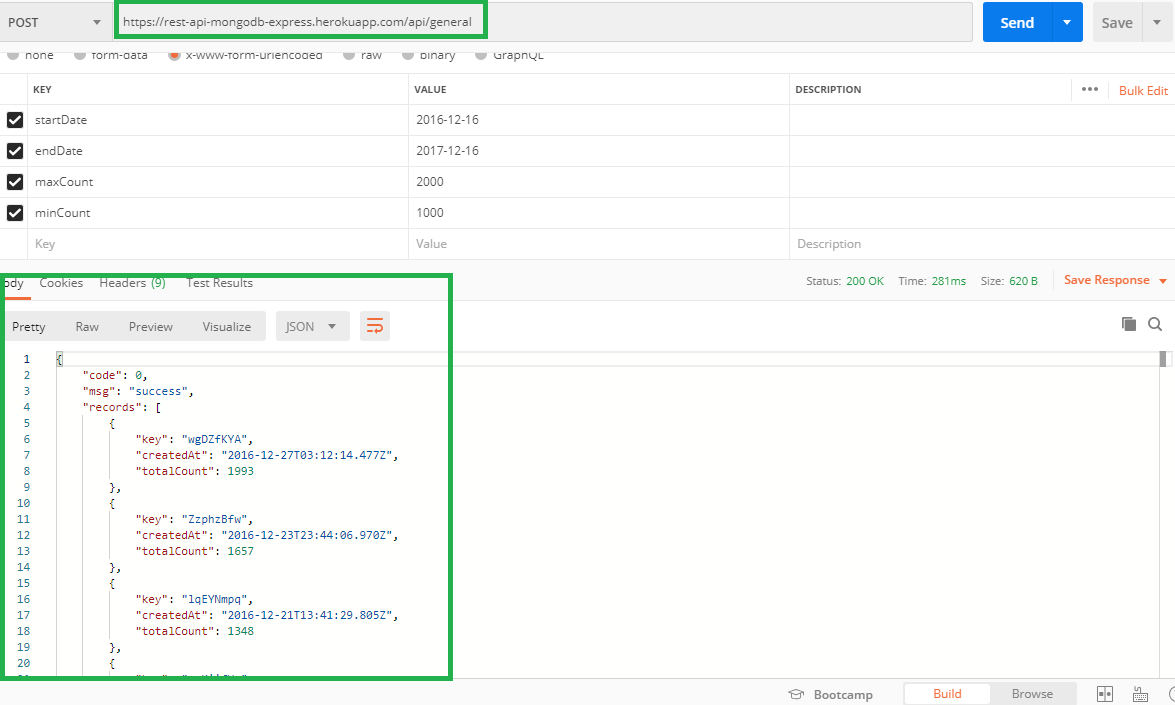 POST https://rest-api-mongodb-express.herokuapp.com/api/general Send Save
none form-data x-www-form-urlencoded raw binary GraphQL
KEY VALUE DESCRIPTION ••• Bulk Edit
startDate 2016-12-16
endDate 2017-12-16
maxCount 2000
minCount 1000
Key Value Description
ody Cookies Headers (9) Test Results Status: 200 OK Time: 281ms Size: 620 B Save Response
Pretty Raw Preview Visualize JSON
1 {
2 "code": 0,
3 "msg": "success",
4 "records": [
5 {
6 "key": "wgDZfKYA",
7 "createdAt": "2016-12-27T03:12:14.477Z",
8 "totalCount": 1993
9 },
10 {
11 "key": "ZzphzBfw",
12 "createdAt": "2016-12-23T23:44:06.970Z",
13 "totalCount": 1657
14 },
15 {
16 "key": "lqEYNmpq",
17 "createdAt": "2016-12-21T13:41:29.805Z",
18 "totalCount": 1348
19 },
20 {
Bootcamp Build Browse